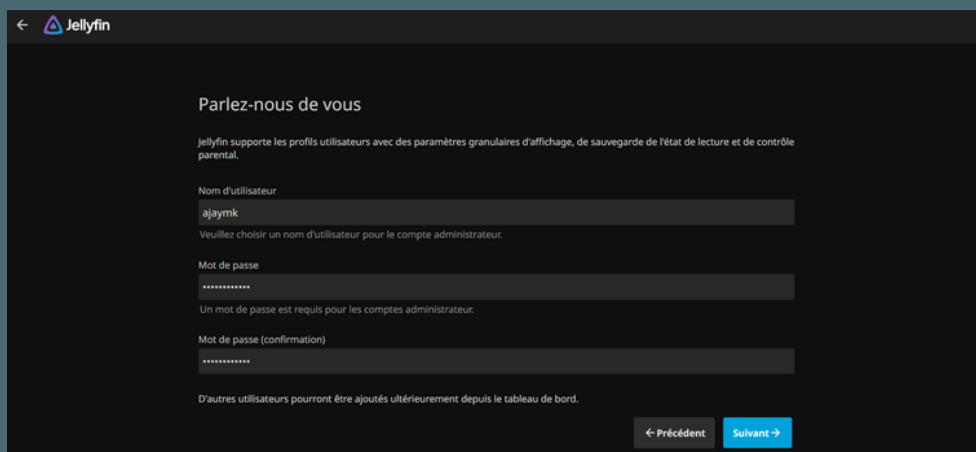 Jellyfin
Parlez-nous de vous
Jellyfin supporte les profils utilisateurs avec des paramètres granulaires d'affichage, de sauvegarde de l'état de lecture et de contrôle
parental.
Nom d'utilisateur
ajaymk
Veuillez choisir un nom d'utilisateur pour le compte administrateur.
Mot de passe
••••••••••••
Un mot de passe est requis pour les comptes administrateur.
Mot de passe (confirmation)
••••••••••••
D'autres utilisateurs pourront être ajoutés ultérieurement depuis le tableau de bord.
← Précédent Suivant →